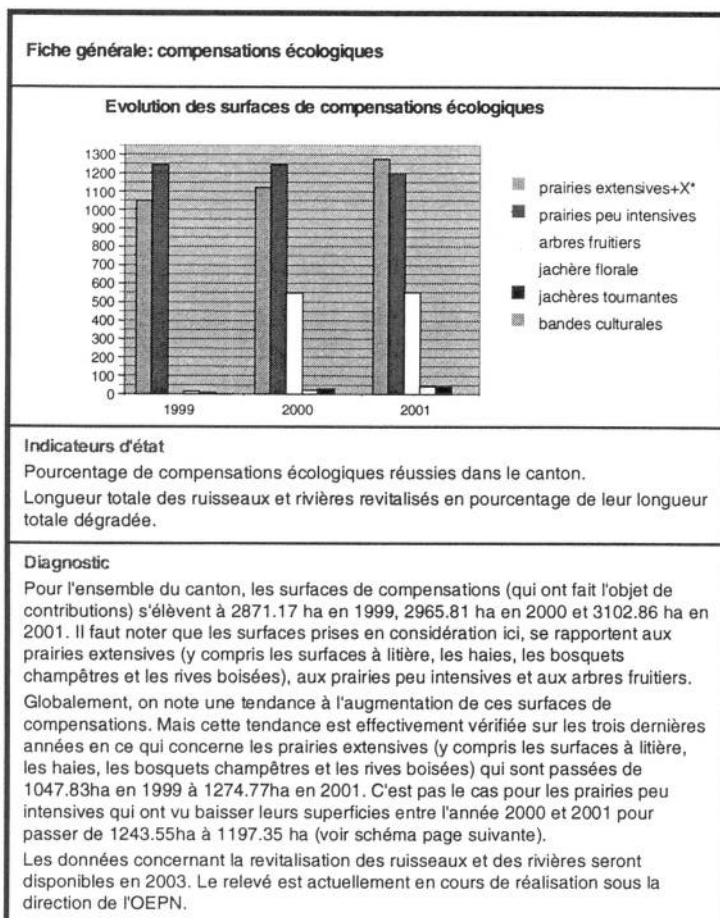 Fiche générale: compensations écologiques
Evolution des surfaces de compensations écologiques
1300
1200
1100
1000
900
800
700
600
500
400
300
200
100
0
1999
2000
2001
prairies extensives+X*
prairies peu intensives
arbres fruitiers
jachère florale
jachères tournantes
bandes culturales
Indicateurs d'état
Pourcentage de compensations écologiques réussies dans le canton.
Longueur totale des ruisseaux et rivières revitalisés en pourcentage de leur longueur
totale dégradée.
Diagnostic
Pour l'ensemble du canton, les surfaces de compensations (qui ont fait l'objet de
contributions) s'élèvent à 2871.17 ha en 1999, 2965.81 ha en 2000 et 3102.86 ha en
2001. Il faut noter que les surfaces prises en considération ici, se rapportent aux
prairies extensives (y compris les surfaces à litière, les haies, les bosquets
champêtres et les rives boisées), aux prairies peu intensives et aux arbres fruitiers.
Globalement, on note une tendance à l'augmentation de ces surfaces de
compensations. Mais cette tendance est effectivement vérifiée sur les trois dernières
années en ce qui concerne les prairies extensives (y compris les surfaces à litière,
les haies, les bosquets champêtres et les rives boisées) qui sont passées de
1047.83ha en 1999 à 1274.77ha en 2001. C'est pas le cas pour les prairies peu
intensives qui ont vu baisser leurs superficies entre l'année 2000 et 2001 pour
passer de 1243.55ha à 1197.35 ha (voir schéma page suivante).
Les données concernant la revitalisation des ruisseaux et des rivières seront
disponibles en 2003. Le relevé est actuellement en cours de réalisation sous la
direction de l'OEPN.